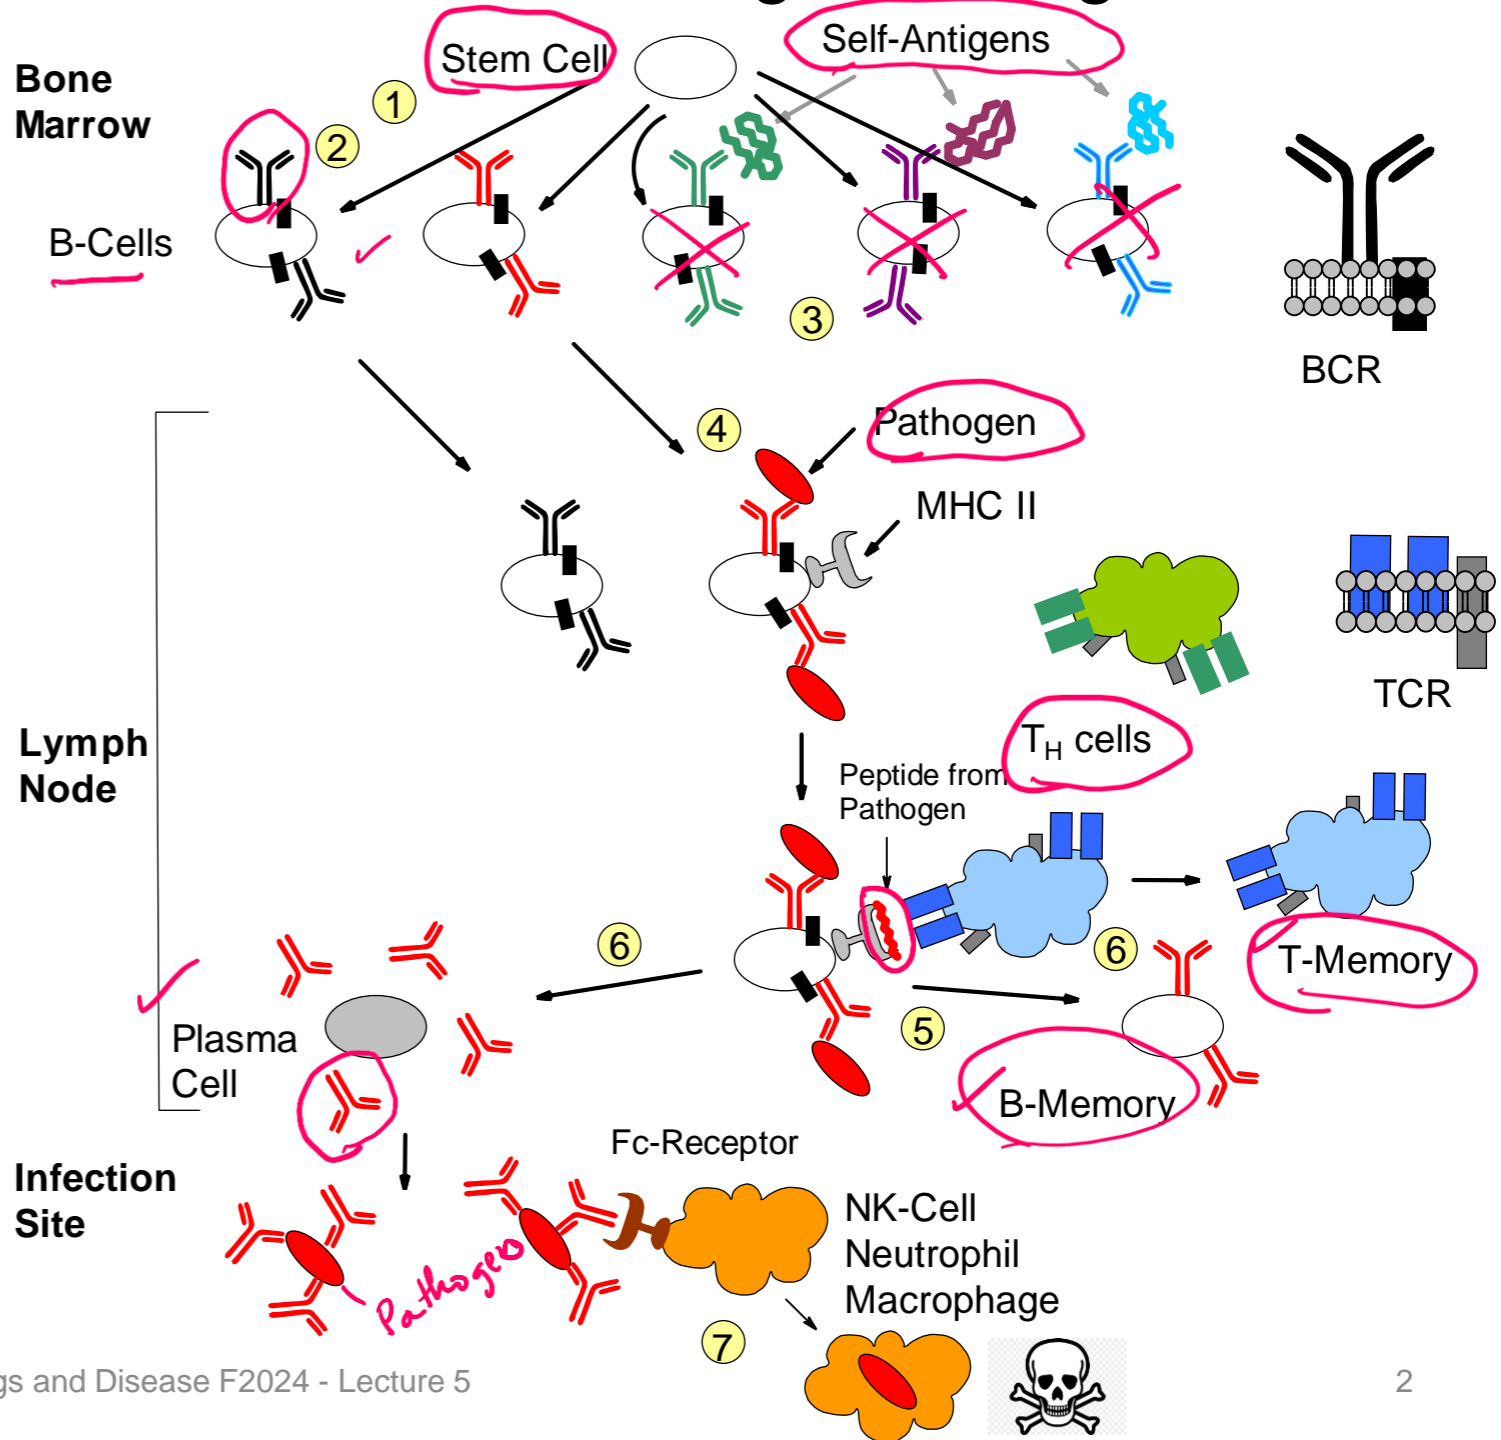 Stem Cell
Self-Antigens
Bone
Marrow
1
2
B-Cells
3
BCR
4
Pathogen
MHC II
TCR
Lymph
Node
TH cells
Peptide from
Pathogen
6
6
T-Memory
5
Plasma
Cell
B-Memory
Fc-Receptor
Infection
Site
NK-Cell
Neutrophil
Macrophage
Pathogen
7
gs and Disease F2024 - Lecture 5
2